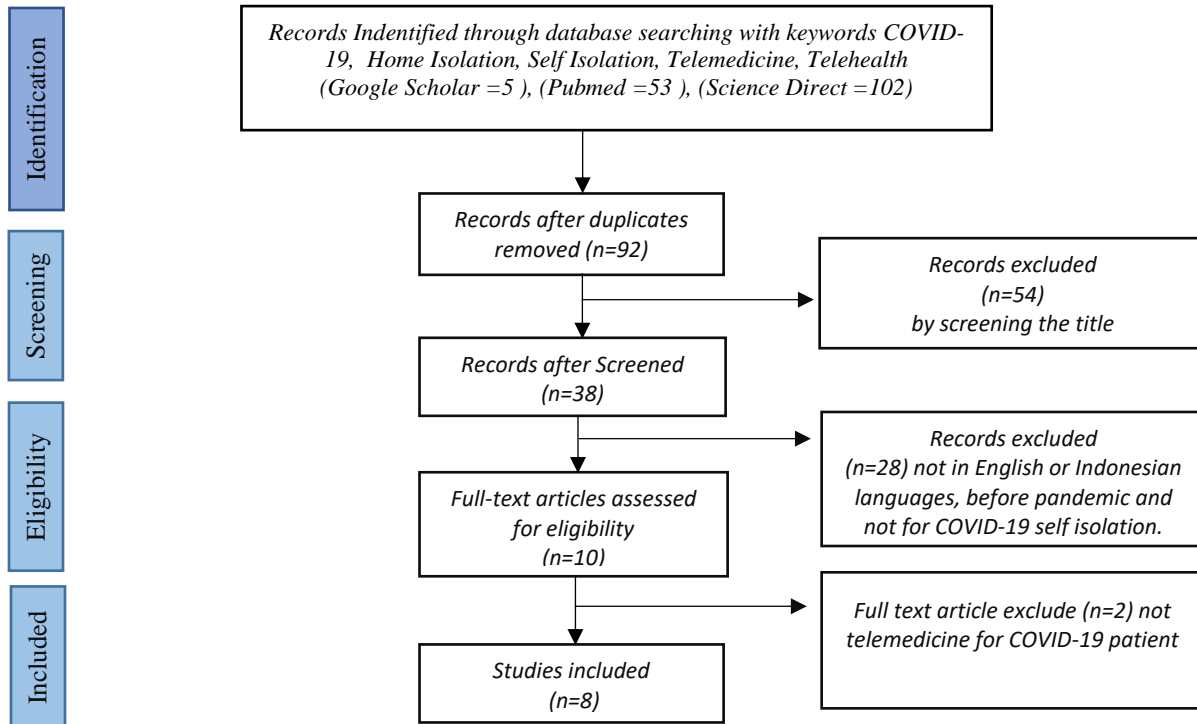 Identification
Records Indentified through database searching with keywords COVID-
19, Home Isolation, Self Isolation, Telemedicine, Telehealth
(Google Scholar =5 ), (Pubmed =53 ), (Science Direct =102)
Records after duplicates
removed (n=92)
Screening
Records excluded
(n=54)
by screening the title
Records after Screened
(n=38)
Eligibility
Records excluded
(n=28) not in English or Indonesian
languages, before pandemic and
not for COVID-19 self isolation.
Full-text articles assessed
for eligibility
(n=10)
Included
Full text article exclude (n=2) not
telemedicine for COVID-19 patient
Studies included
(n=8)